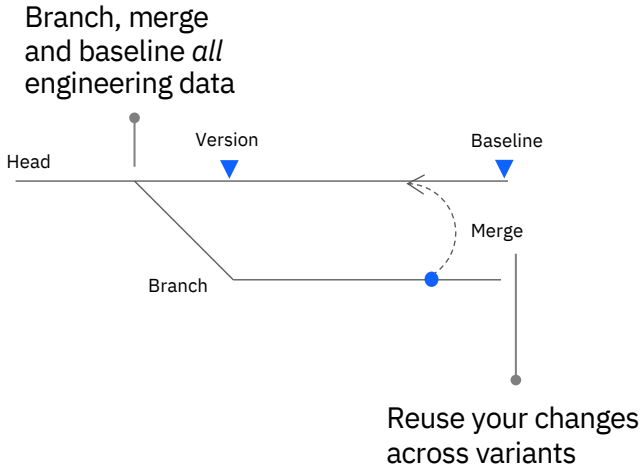 Branch, merge
and baseline all
engineering data
Version
Baseline
Head
Merge
Branch
Reuse your changes
across variants